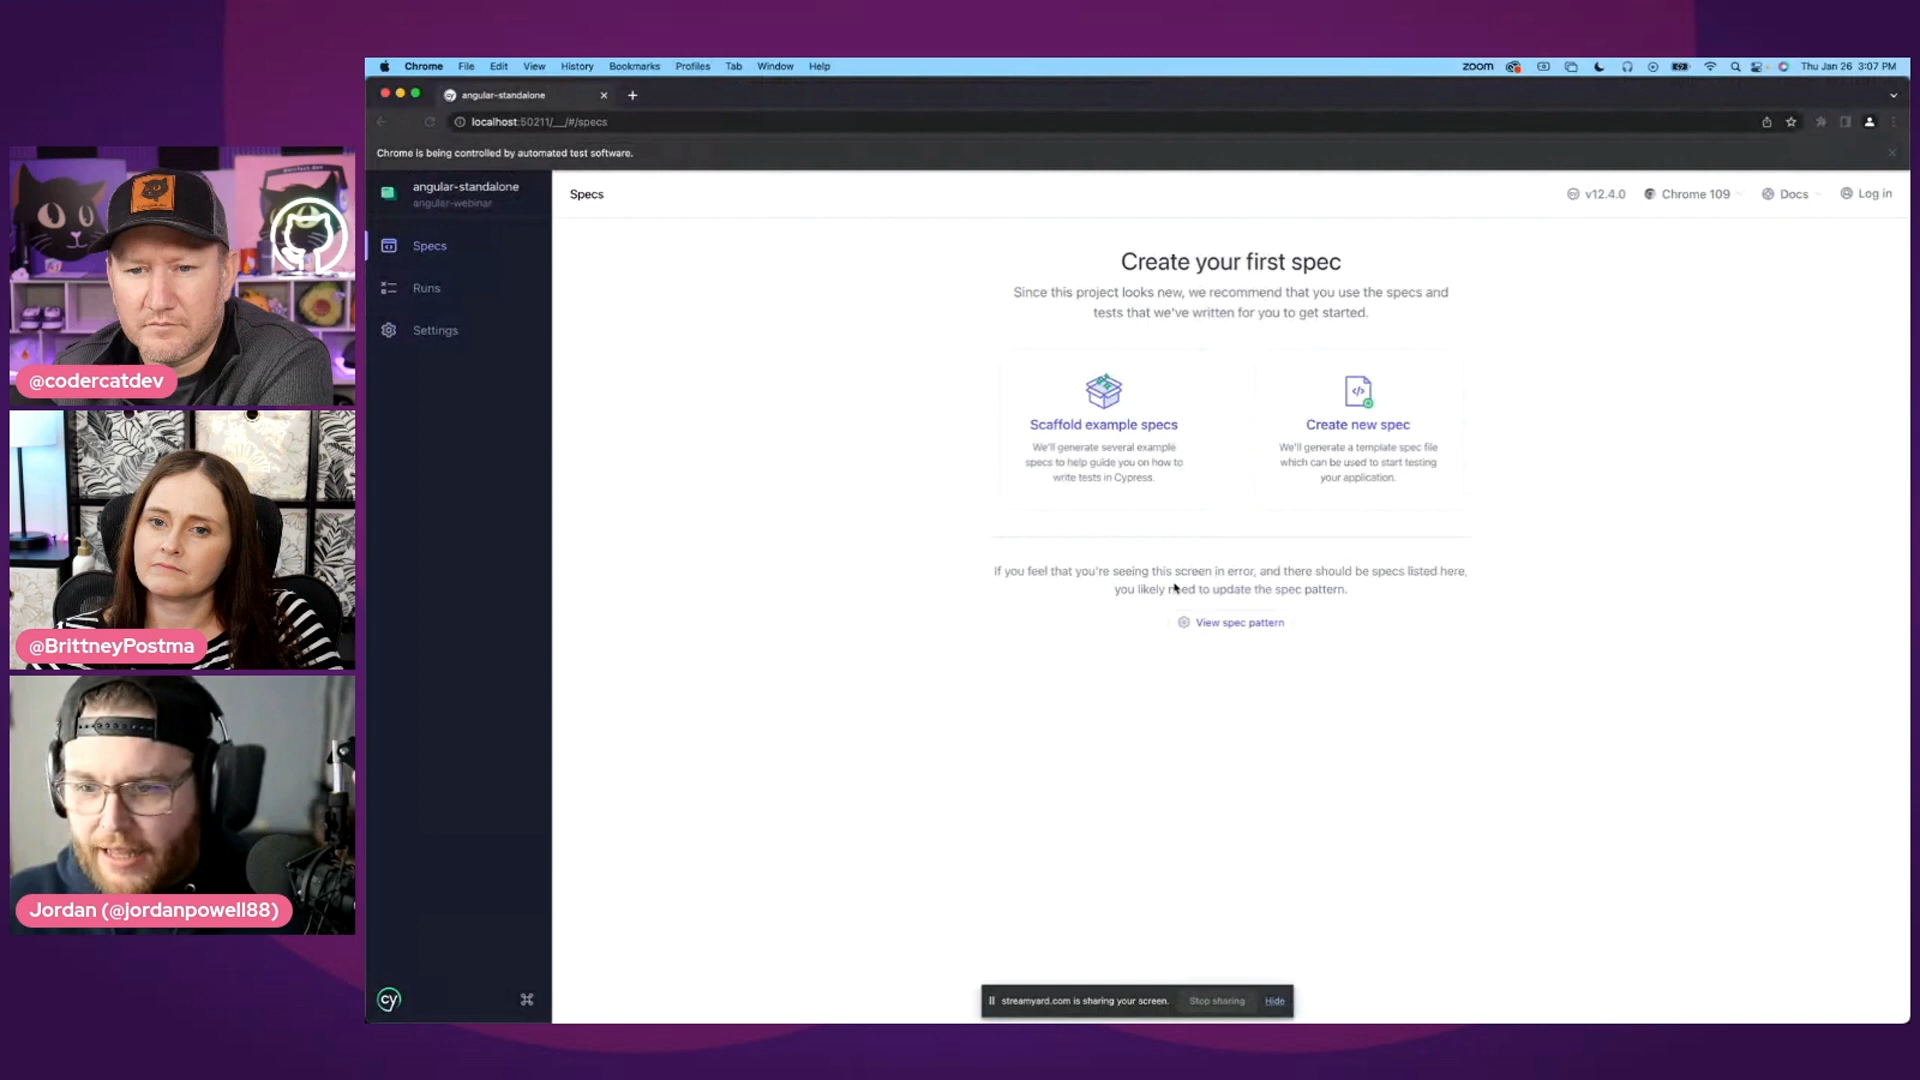 Chrome File Edit View History Bookmarks Profiles Tab Window Help
zoom
Thu Jan 26 3:07 PM
angular-standalone
localhost:50211/__/#/specs
Chrome is being controlled by automated test software.
angular-standalone
angular-webinar
Specs
Runs
Settings
cy
Specs
v12.4.0
Chrome 109
Docs
Log in
Create your first spec
Since this project looks new, we recommend that you use the specs and
tests that we've written for you to get started.
Scaffold example specs
We'll generate several example
specs to help guide you on how to
write tests in Cypress.
Create new spec
We'll generate a template spec file
which can be used to start testing
your application.
If you feel that you're seeing this screen in error, and there should be specs listed here,
you likely need to update the spec pattern.
View spec pattern
streamyard.com is sharing your screen.
Stop sharing
Hide
@codercatdev
@BrittneyPostma
Jordan (@jordanpowell88)